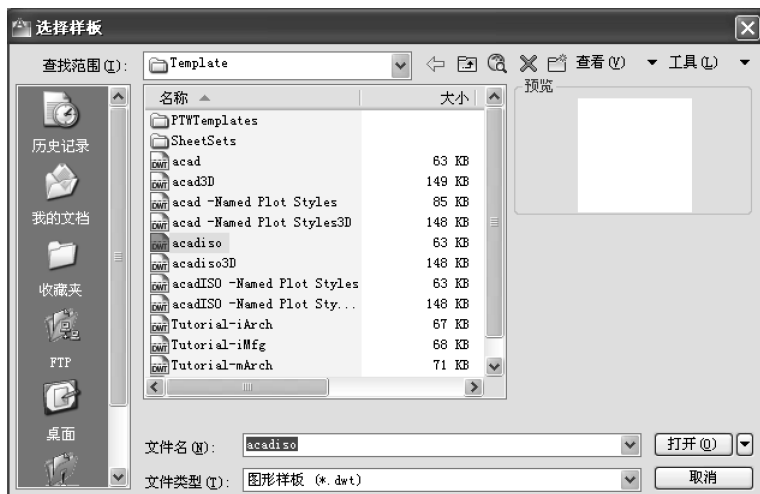 选择样板
查找范围(I): Template 查看(V) 工具(L)
名称 大小 预览
PTWTemplates
SheetSets
acad 63 KB
acad3D 149 KB
acad -Named Plot Styles 85 KB
acad -Named Plot Styles3D 148 KB
acadiso 63 KB
acadiso3D 148 KB
acadISO -Named Plot Styles 63 KB
acadISO -Named Plot Sty... 148 KB
Tutorial-iArch 67 KB
Tutorial-iMfg 68 KB
Tutorial-mArch 71 KB
历史记录
我的文档
收藏夹
FTP
桌面
文件名(N): acadiso 打开(O)
文件类型(T): 图形样板 (*.dwt) 取消